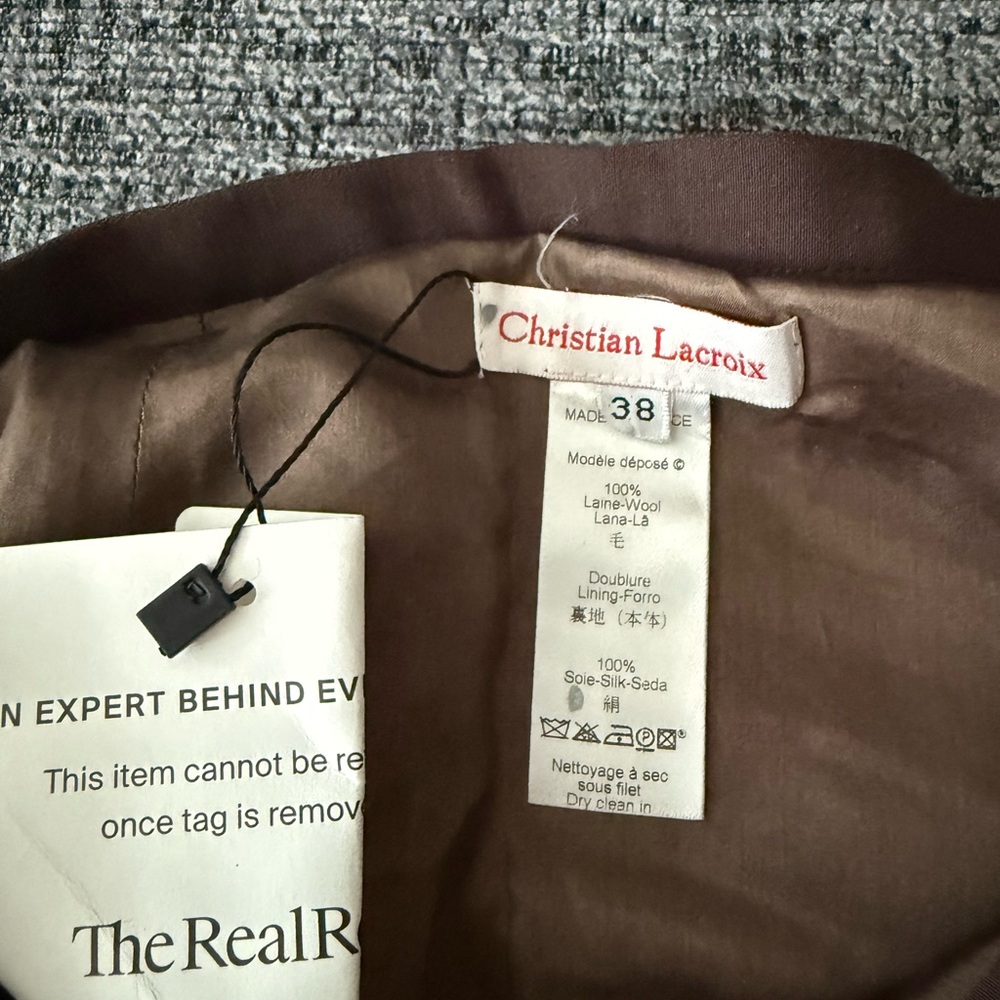 Christian Lacroix
38
MADE CE
Modèle déposé ©
100%
Laine-Wool
Lana-Lã
毛
Doublure
Lining-Forro
裏地 (本体)
100%
Soie-Silk-Seda
絹
Nettoyage à sec
sous filet
Dry clean in
N EXPERT BEHIND EV
This item cannot be re
once tag is remov
The RealR